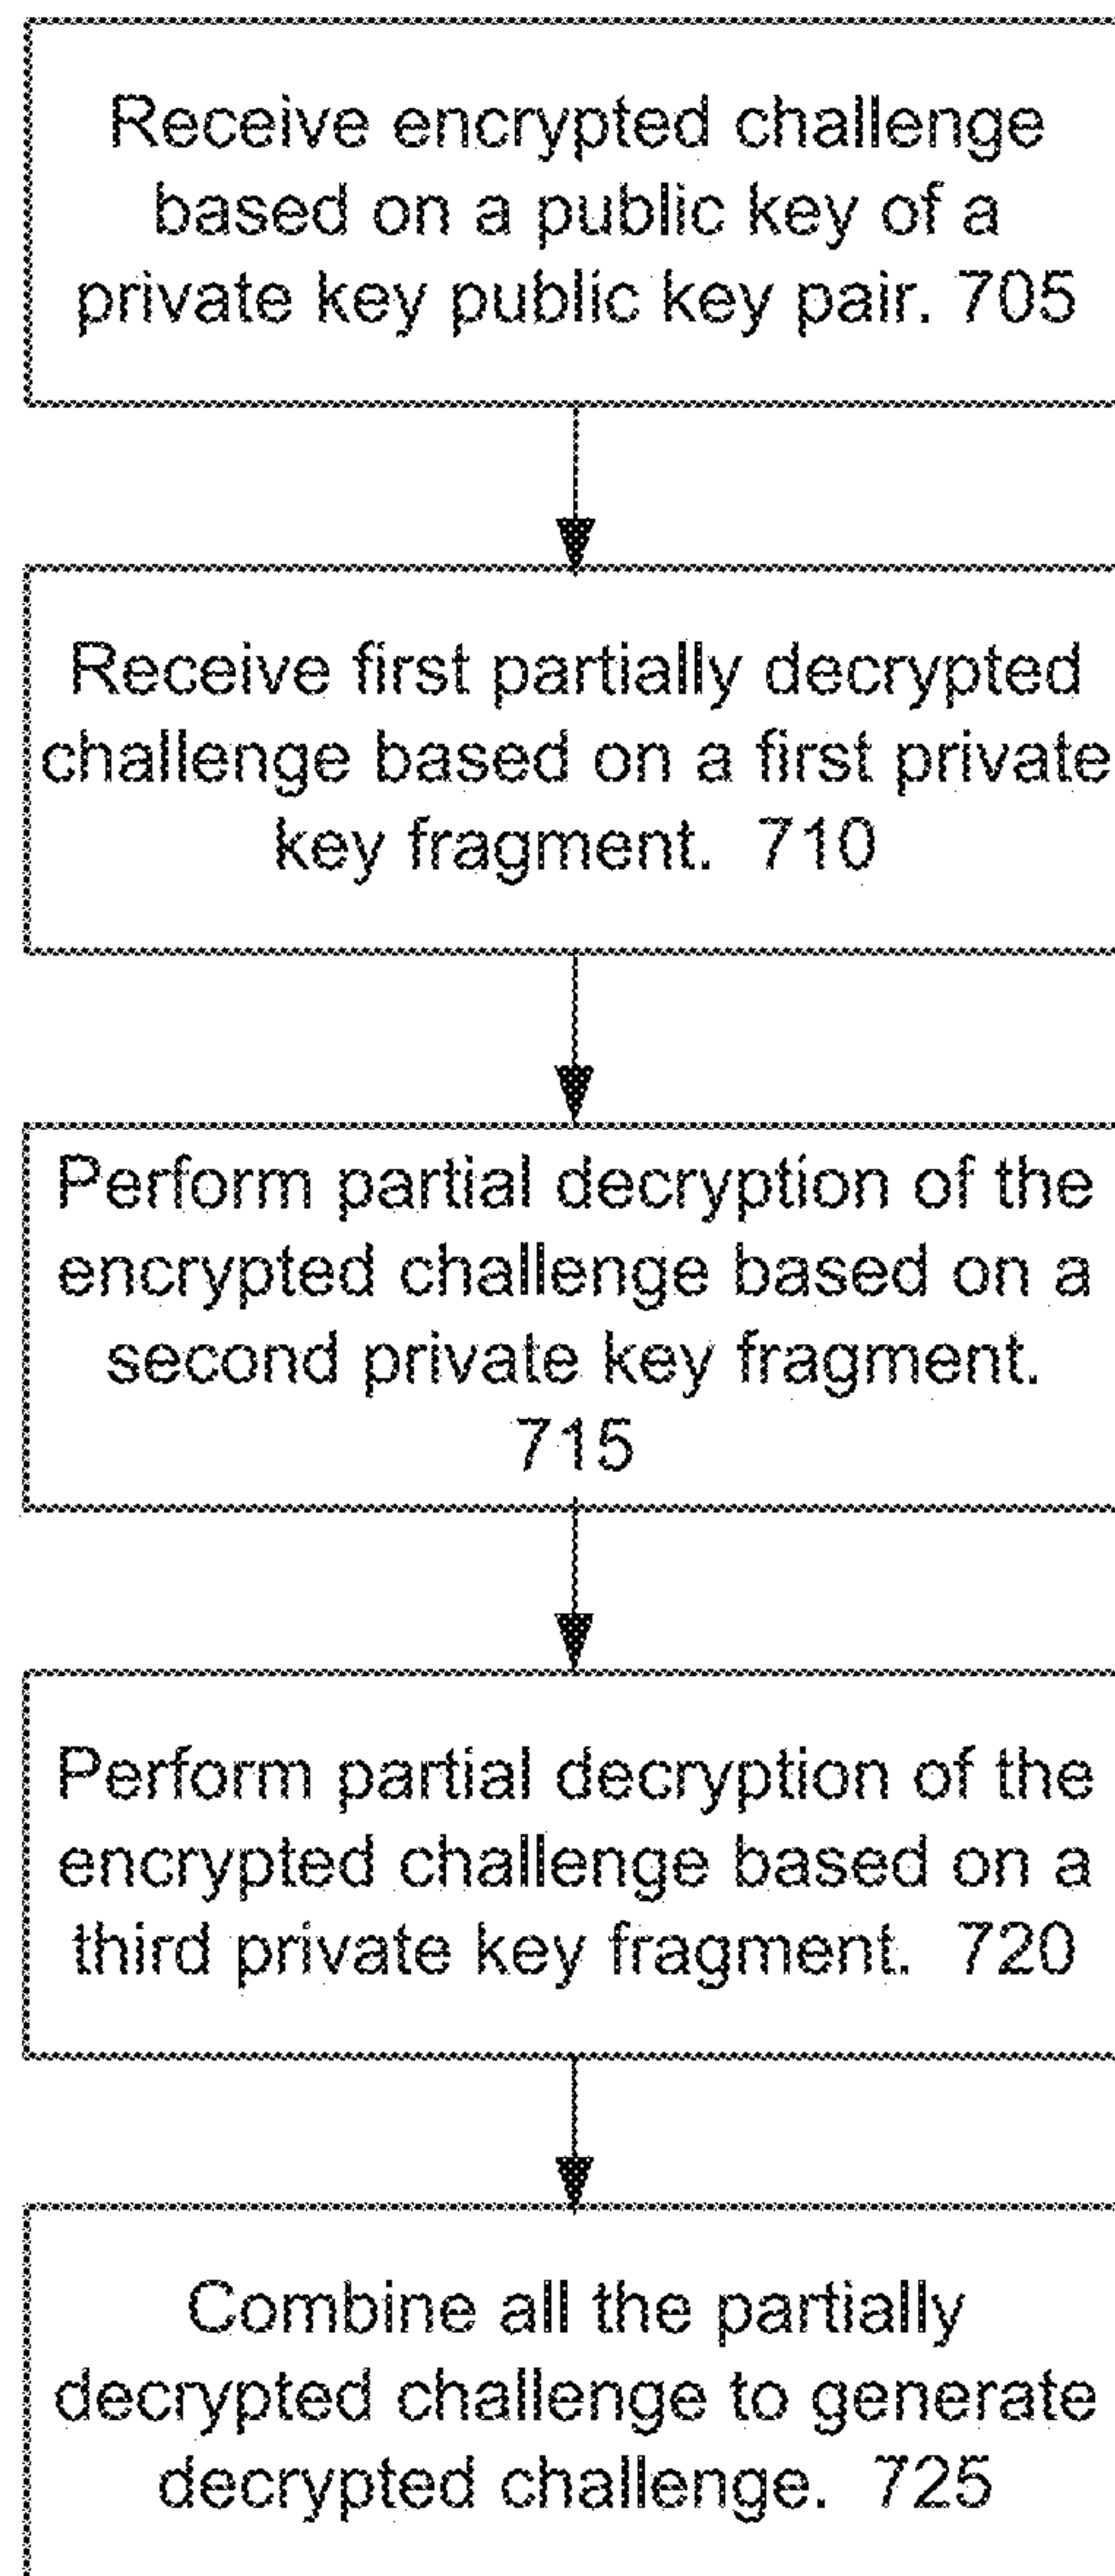 Receive encrypted challenge
based on a public key of a
private key public key pair. 705
Receive first partially decrypted
challenge based on a first private
key fragment. 710
Perform partial decryption of the
encrypted challenge based on a
second private key fragment.
715
Perform partial decryption of the
encrypted challenge based on a
third private key fragment. 720
Combine all the partially
decrypted challenge to generate
decrypted challenge. 725